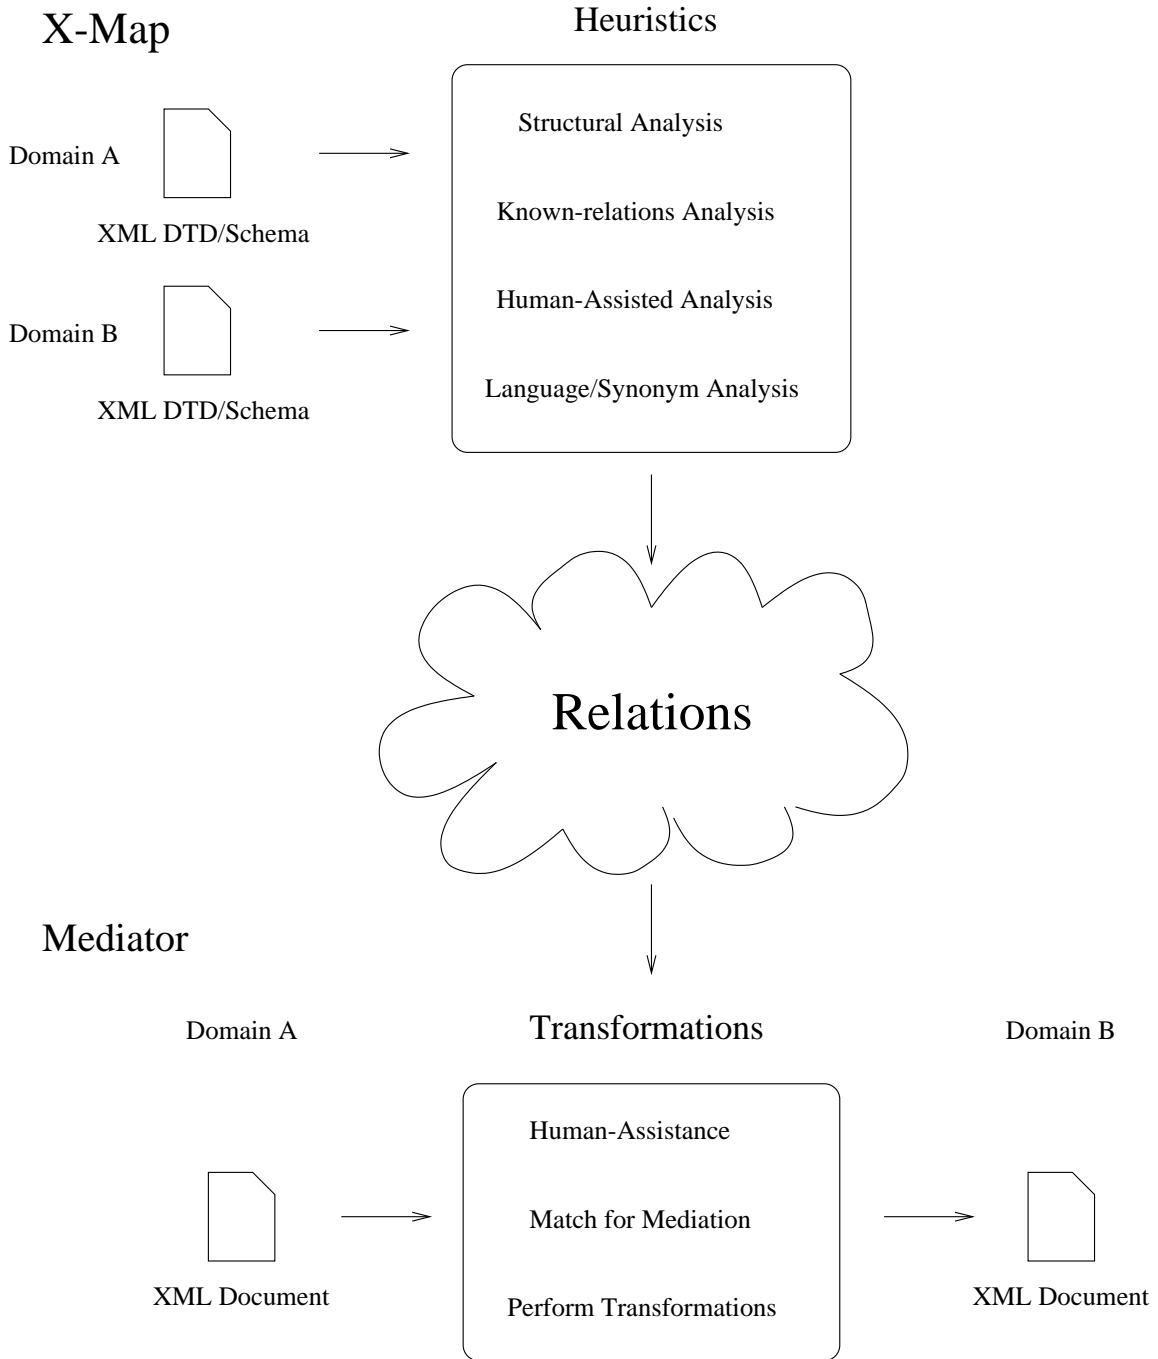 X-Map
Heuristics
Domain A
XML DTD/Schema
Domain B
XML DTD/Schema
Structural Analysis
Known-relations Analysis
Human-Assisted Analysis
Language/Synonym Analysis
Relations
Mediator
Domain A
Transformations
Domain B
XML Document
Human-Assistance
Match for Mediation
Perform Transformations
XML Document